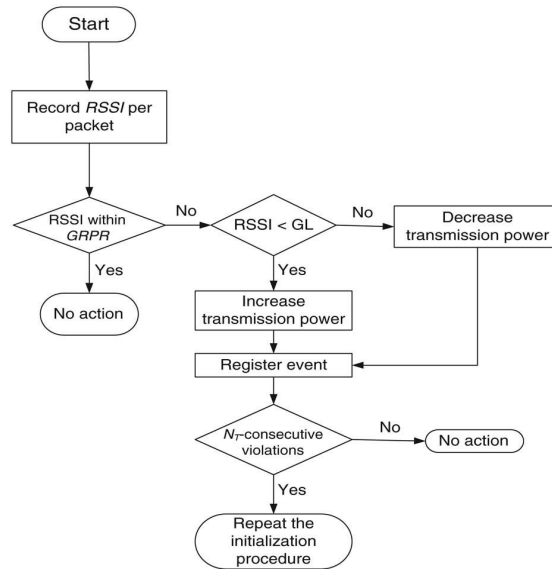 Start
Record RSSI per
packet
RSSI within
GRPR
No
RSSI < GL
No
Decrease
transmission power
Yes
Yes
No action
Increase
transmission power
Register event
N_T-consecutive
violations
No
No action
Yes
Repeat the
initialization
procedure